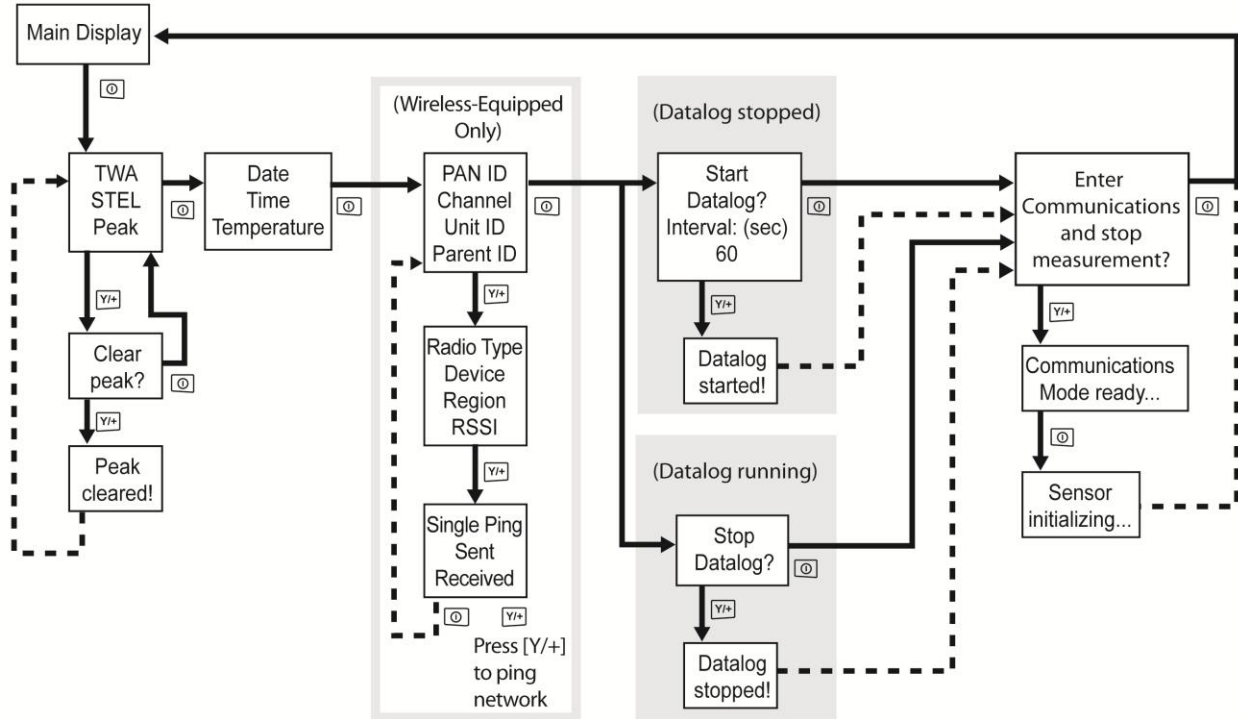 Main Display
TWA
STEL
Peak
Y/+
Clear
peak?
Y/+
Peak
cleared!
Date
Time
Temperature
(Wireless-Equipped
Only)
PAN ID
Channel
Unit ID
Parent ID
Y/+
Radio Type
Device
Region
RSSI
Y/+
Single Ping
Sent
Received
Y/+
Press [Y/+]
to ping
network
(Datalog stopped)
Start
Datalog?
Interval: (sec)
60
Y/+
Datalog
started!
(Datalog running)
Stop
Datalog?
Y/+
Datalog
stopped!
Enter
Communications
and stop
measurement?
Y/+
Communications
Mode ready...
Sensor
initializing...